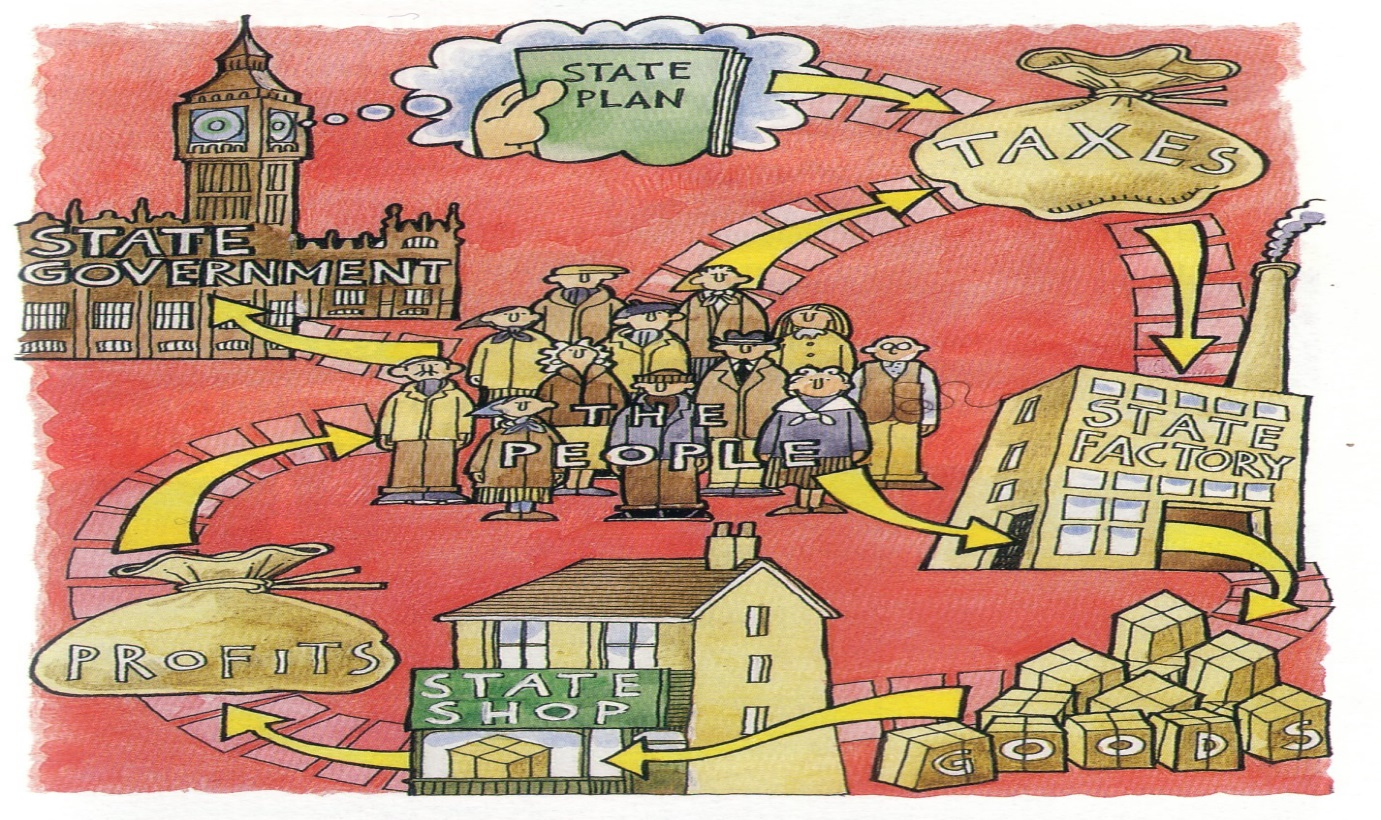 STATE
PLAN
TAXES
STATE
GOVERNMENT
THE
PEOPLE
STATE
FACTORY
PROFITS
STATE
SHOP
GOODS